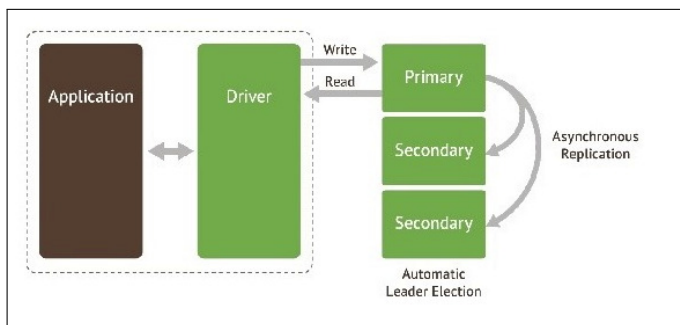 Application
Driver
Write
Read
Primary
Secondary
Secondary
Asynchronous
Replication
Automatic
Leader Election